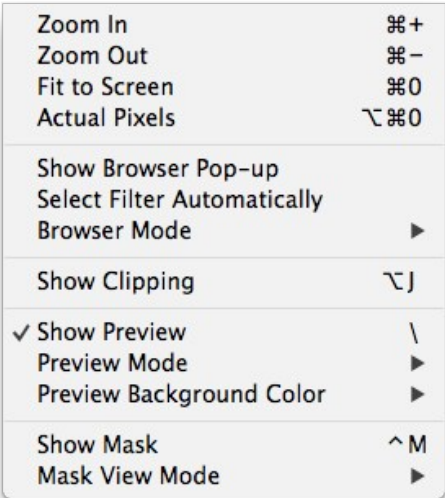 Zoom In ⌘+
Zoom Out ⌘−
Fit to Screen ⌘0
Actual Pixels ⌥⌘0
Show Browser Pop-up
Select Filter Automatically
Browser Mode ▶
Show Clipping ⌥J
✓ Show Preview \
Preview Mode ▶
Preview Background Color ▶
Show Mask ^M
Mask View Mode ▶